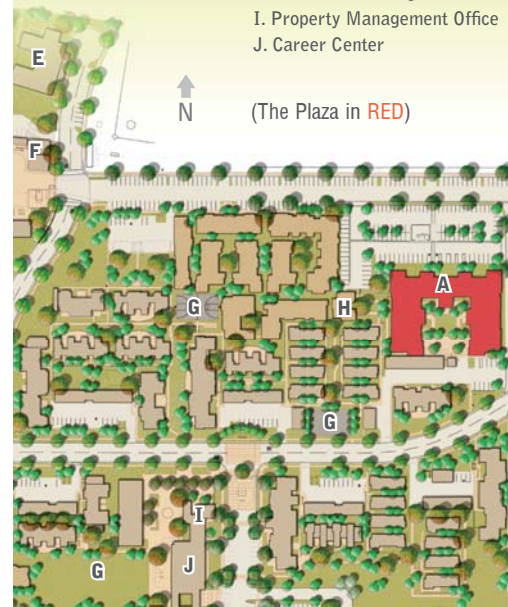 I. Property Management Office
J. Career Center
E
N
(The Plaza in RED)
F
A
G
H
G
I
G
J